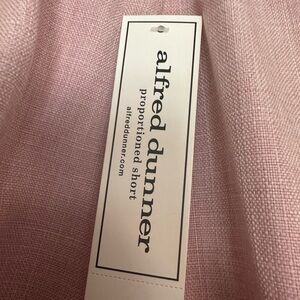 alfred dunner
proportioned short
alfreddunner.com